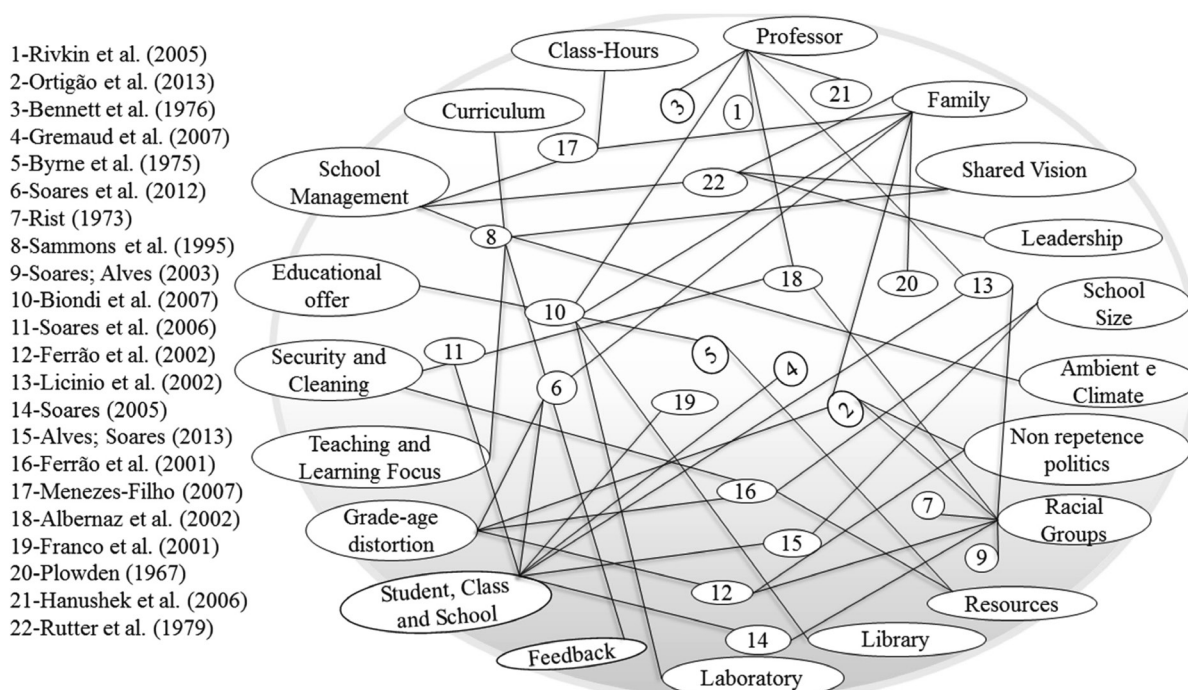 1-Rivkin et al. (2005)
2-Ortigão et al. (2013)
3-Bennett et al. (1976)
4-Gremaud et al. (2007)
5-Byrne et al. (1975)
6-Soares et al. (2012)
7-Rist (1973)
8-Sammons et al. (1995)
9-Soares; Alves (2003)
10-Biondi et al. (2007)
11-Soares et al. (2006)
12-Ferrão et al. (2002)
13-Licinio et al. (2002)
14-Soares (2005)
15-Alves; Soares (2013)
16-Ferrão et al. (2001)
17-Menezes-Filho (2007)
18-Albernaz et al. (2002)
19-Franco et al. (2001)
20-Plowden (1967)
21-Hanushek et al. (2006)
22-Rutter et al. (1979)
Professor
Class-Hours
Family
Curriculum
3
1
21
17
School
Management
22
Shared Vision
8
Leadership
Educational
offer
18
20
13
School
Size
10
11
5
4
Security and
Cleaning
6
19
2
Ambient e
Climate
Teaching and
Learning Focus
Non repetence
politics
16
7
Racial
Groups
Grade-age
distortion
15
9
12
Student, Class
and School
Resources
14
Library
Feedback
Laboratory